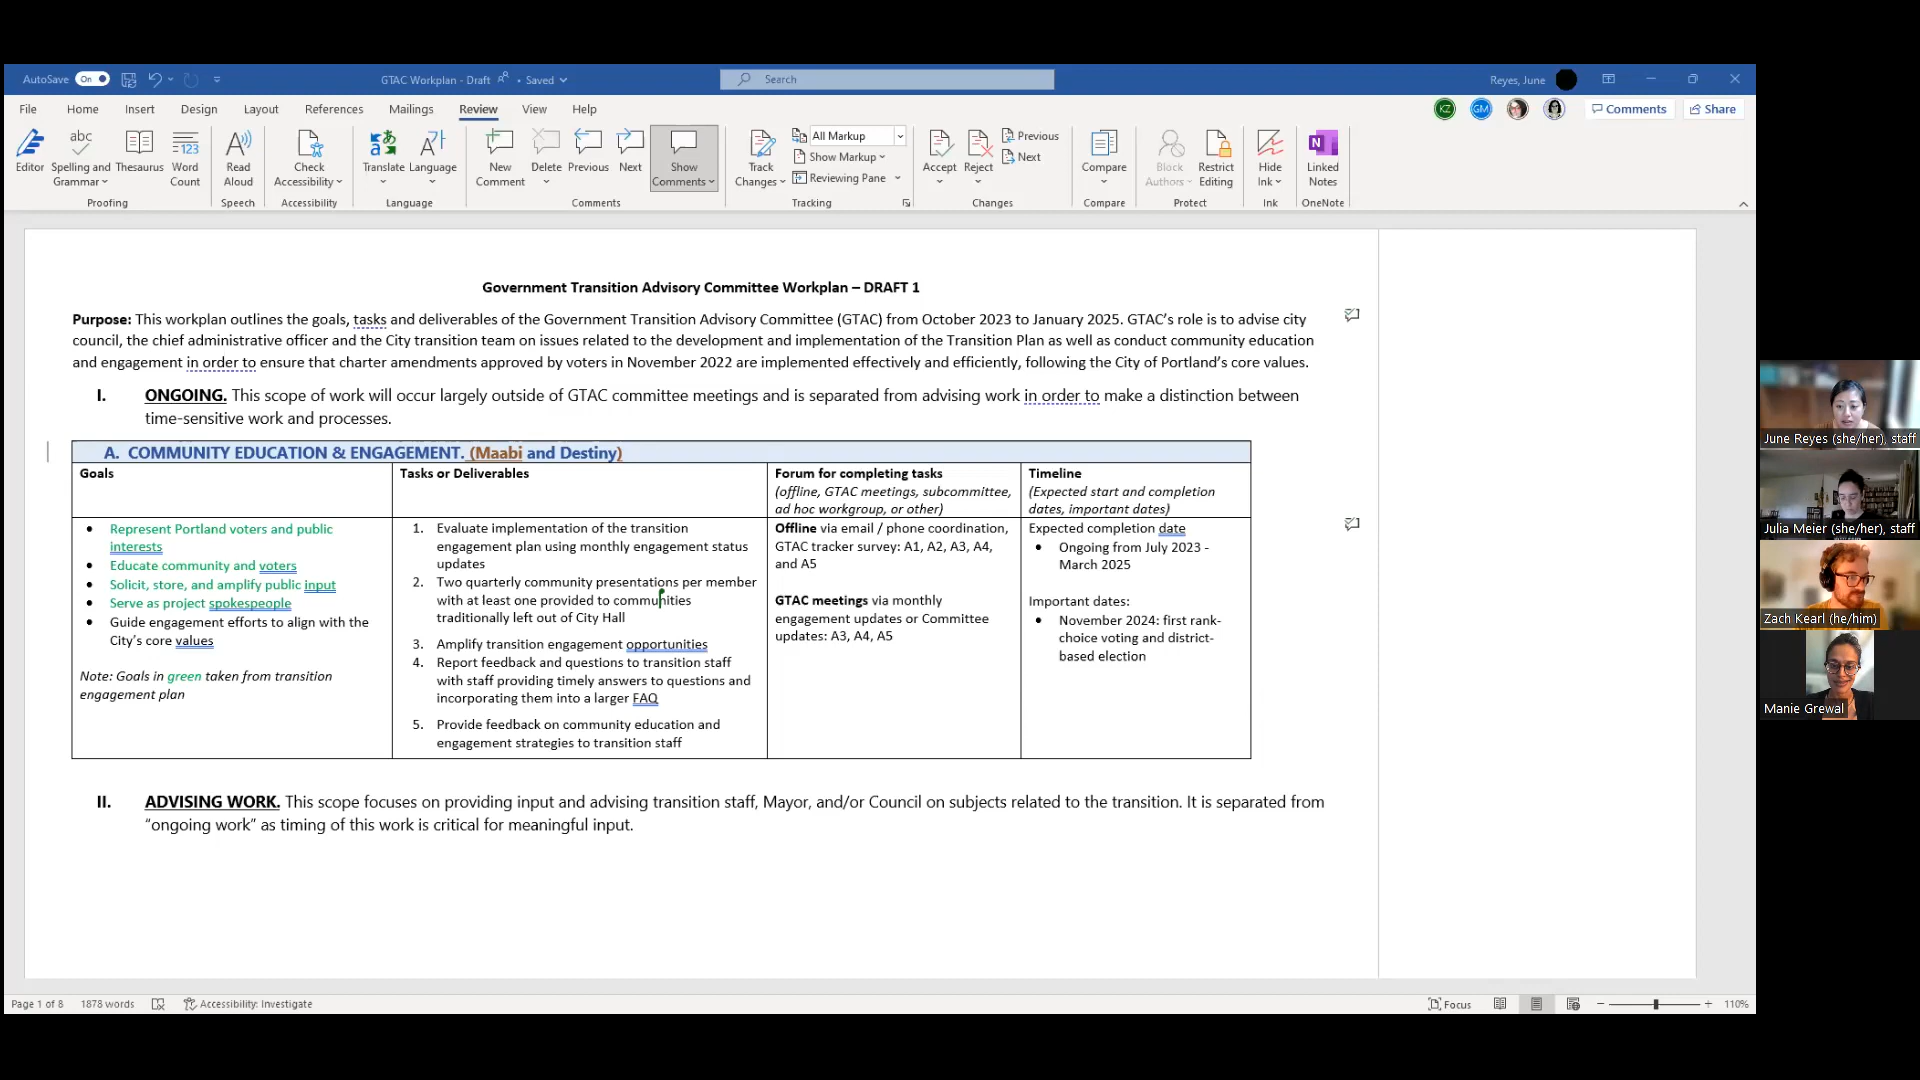 AutoSave On GTAC Workplan - Draft • Saved Search Reyes, June
File Home Insert Design Layout References Mailings Review View Help KZ GM Comments Share
Editor Spelling and Grammar Thesaurus Word Count Read Aloud Check Accessibility Translate Language New Comment Delete Previous Next Show Comments Track Changes All Markup Show Markup Reviewing Pane Accept Reject Previous Next Compare Block Authors Restrict Editing Hide Ink Linked Notes
Proofing Speech Accessibility Language Comments Tracking Changes Compare Protect Ink OneNote
Government Transition Advisory Committee Workplan – DRAFT 1
Purpose: This workplan outlines the goals, tasks and deliverables of the Government Transition Advisory Committee (GTAC) from October 2023 to January 2025. GTAC's role is to advise city
council, the chief administrative officer and the City transition team on issues related to the development and implementation of the Transition Plan as well as conduct community education
and engagement in order to ensure that charter amendments approved by voters in November 2022 are implemented effectively and efficiently, following the City of Portland's core values.
I. ONGOING. This scope of work will occur largely outside of GTAC committee meetings and is separated from advising work in order to make a distinction between
time-sensitive work and processes.
A. COMMUNITY EDUCATION & ENGAGEMENT. (Maabi and Destiny)
Goals
Tasks or Deliverables
Forum for completing tasks
(offline, GTAC meetings, subcommittee,
ad hoc workgroup, or other)
Timeline
(Expected start and completion
dates, important dates)
• Represent Portland voters and public
interests
• Educate community and voters
• Solicit, store, and amplify public input
• Serve as project spokespeople
• Guide engagement efforts to align with the
City's core values
Note: Goals in green taken from transition
engagement plan
1. Evaluate implementation of the transition
engagement plan using monthly engagement status
updates
2. Two quarterly community presentations per member
with at least one provided to communities
traditionally left out of City Hall
3. Amplify transition engagement opportunities
4. Report feedback and questions to transition staff
with staff providing timely answers to questions and
incorporating them into a larger FAQ
5. Provide feedback on community education and
engagement strategies to transition staff
Offline via email / phone coordination,
GTAC tracker survey: A1, A2, A3, A4,
and A5
GTAC meetings via monthly
engagement updates or Committee
updates: A3, A4, A5
Expected completion date
• Ongoing from July 2023 -
March 2025
Important dates:
• November 2024: first rank-
choice voting and district-
based election
II. ADVISING WORK. This scope focuses on providing input and advising transition staff, Mayor, and/or Council on subjects related to the transition. It is separated from
“ongoing work” as timing of this work is critical for meaningful input.
Page 1 of 8 1878 words Accessibility: Investigate Focus 110%
June Reyes (she/her), staff
Julia Meier (she/her), staff
Zach Kearl (he/him)
Manie Grewal